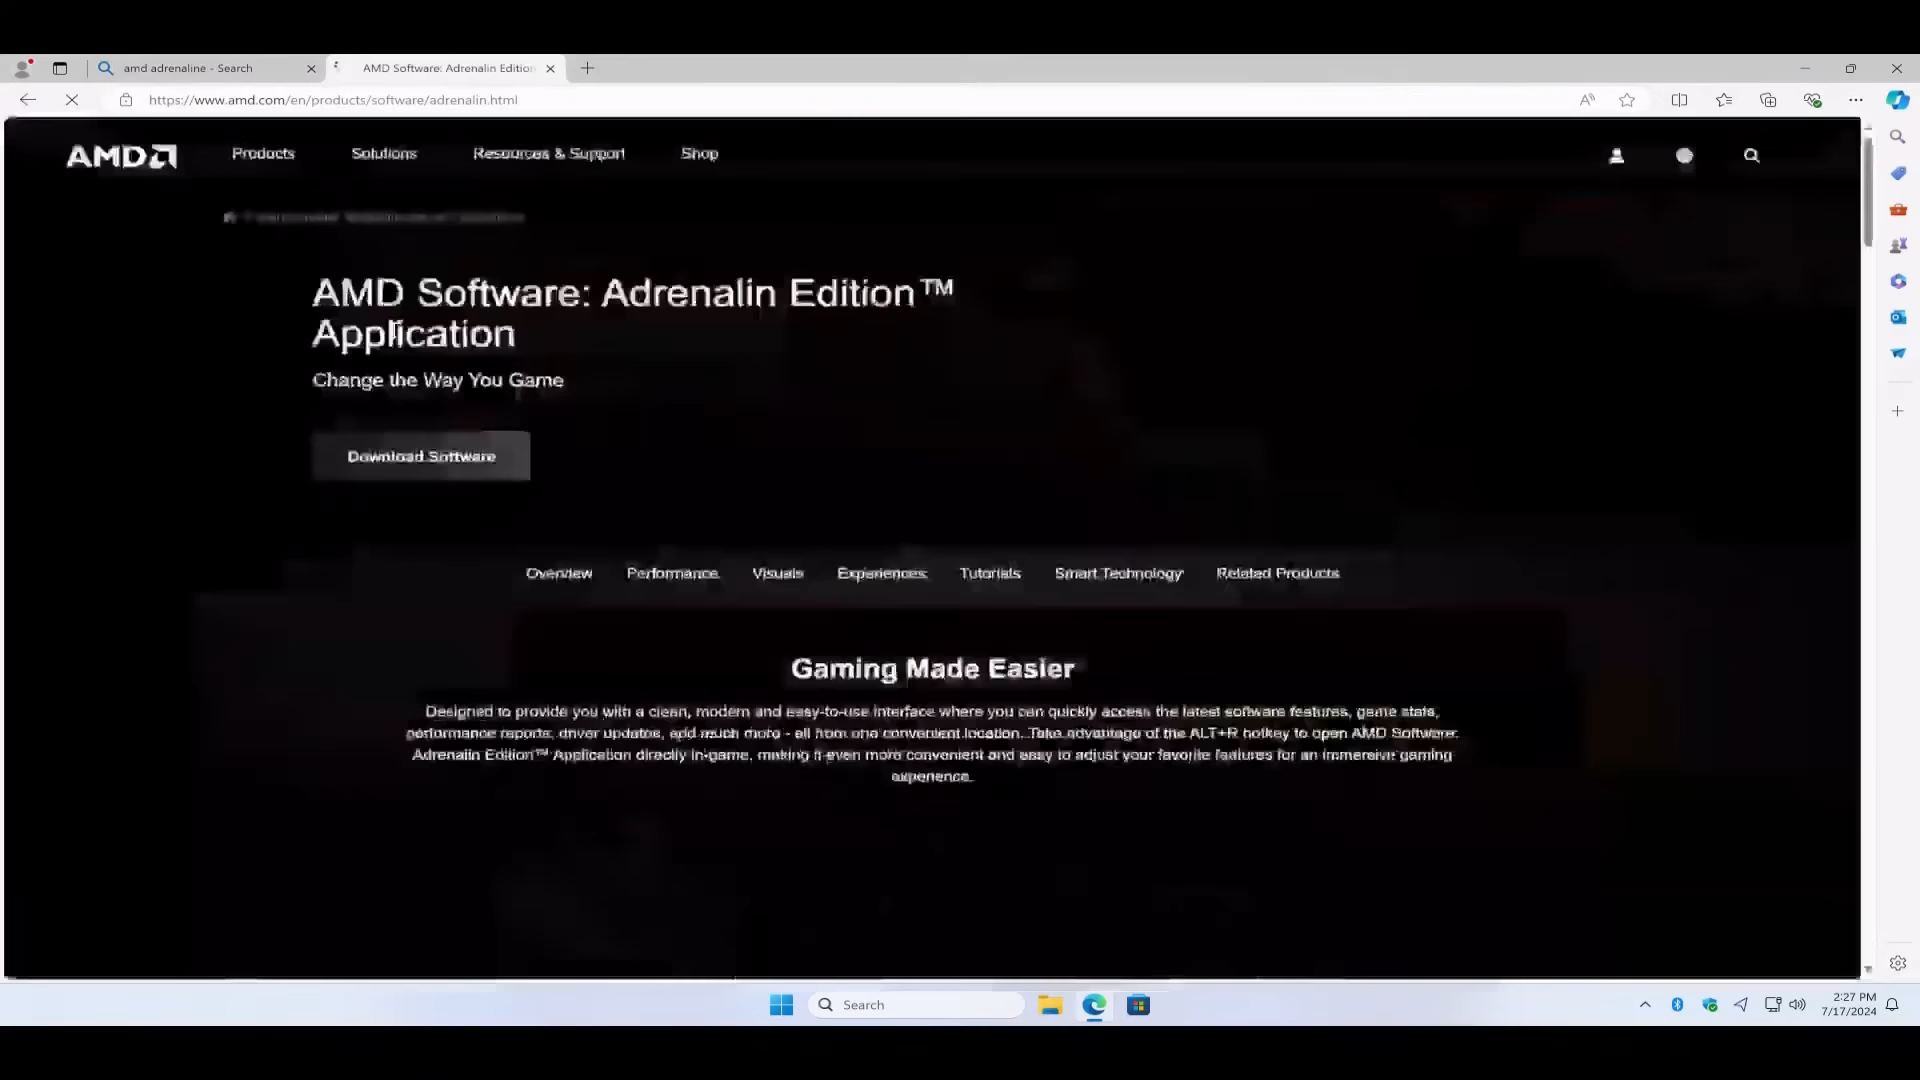 amd adrenaline - Search
AMD Software: Adrenalin Edition
https://www.amd.com/en/products/software/adrenalin.html
AMD
Products
Solutions
Resources & Support
Shop
AMD Software: Adrenalin Edition™
Application
Change the Way You Game
Download Software
Overview
Performance
Visuals
Experiences
Tutorials
Smart Technology
Related Products
Gaming Made Easier
Designed to provide you with a clean, modern and easy-to-use interface where you can quickly access the latest software features, game stats,
performance reports, driver updates, and much more - all from one convenient location. Take advantage of the ALT+R hotkey to open AMD Software:
Adrenalin Edition™ Application directly in-game, making it even more convenient and easy to adjust your favorite features for an immersive gaming
experience.
Search
2:27 PM
7/17/2024